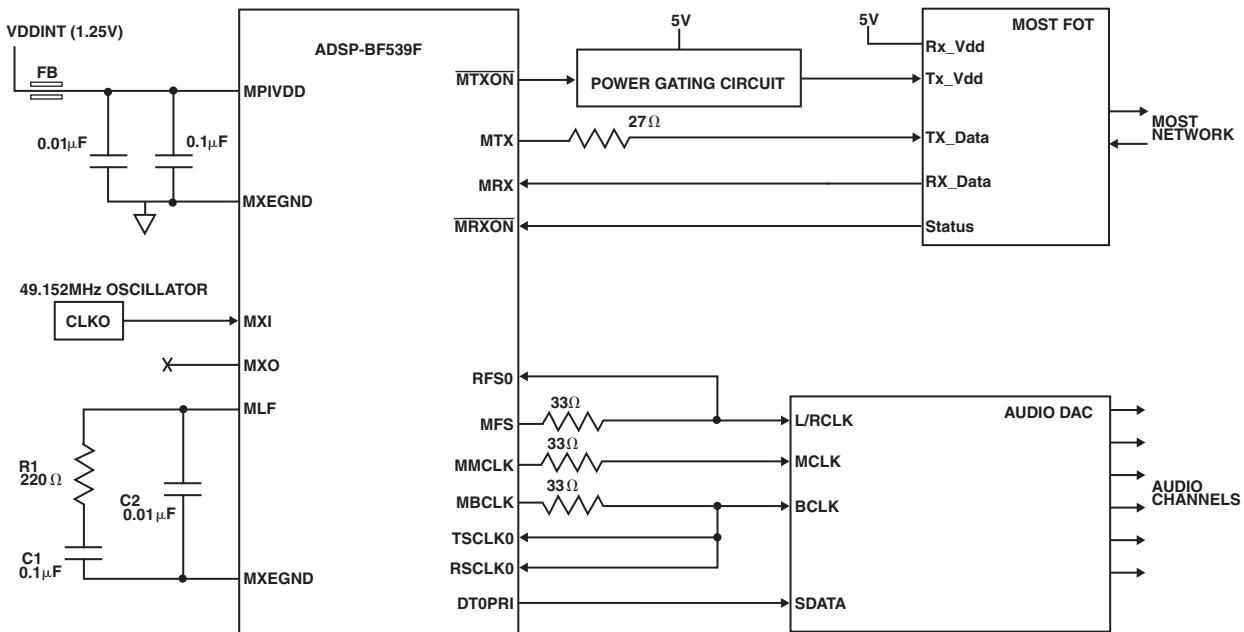 VDDINT (1.25V)
FB
0.01μF
0.1μF
MPIVDD
MXEGND
49.152MHz OSCILLATOR
CLKO
MXI
MXO
MLF
R1
220Ω
C2
0.01μF
C1
0.1μF
MXEGND
ADSP-BF539F
MTXON
MTX
MRX
MRXON
RFS0
MFS
MMCLK
MBCLK
TSCLK0
RSCLK0
DT0PRI
5V
POWER GATING CIRCUIT
27Ω
5V
MOST FOT
Rx_Vdd
Tx_Vdd
TX_Data
RX_Data
Status
MOST
NETWORK
33Ω
33Ω
33Ω
AUDIO DAC
L/RCLK
MCLK
BCLK
SDATA
AUDIO
CHANNELS